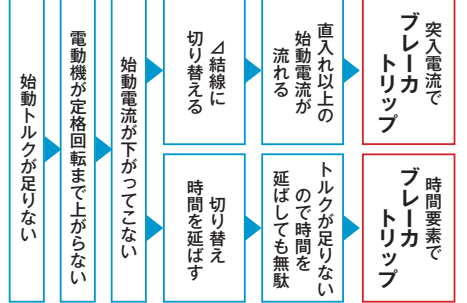 始動トルクが足りない
電動機が定格回転まで上がらない
始動電流が下がってこない
⊿結線に
切り替える
直入れ以上の
始動電流が
流れる
突入電流で
ブレーカ
トリップ
切り替え
時間を延ばす
トルクが足りない
ので時間を
延ばしても無駄
時間要素で
ブレーカ
トリップ